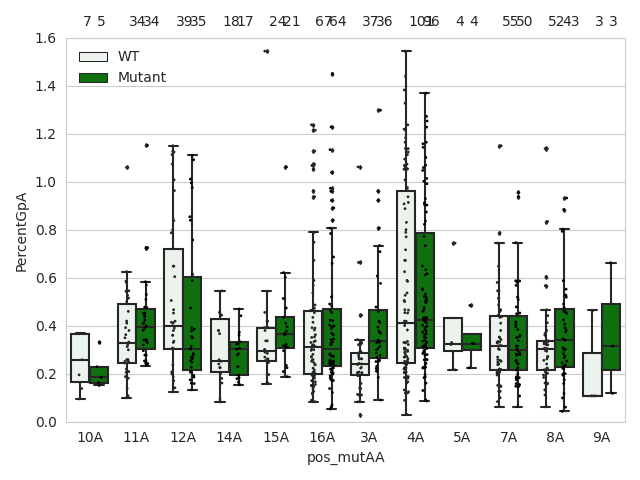 7 5 34 34 39 35 18 17 24 21 67 64 37 36 101 96 4 4 55 50 52 43 3 3
1.6
WT
Mutant
1.4
1.2
1.0
0.8
0.6
0.4
0.2
0.0
PercentGpA
10A 11A 12A 14A 15A 16A 3A 4A 5A 7A 8A 9A
pos_mutAA